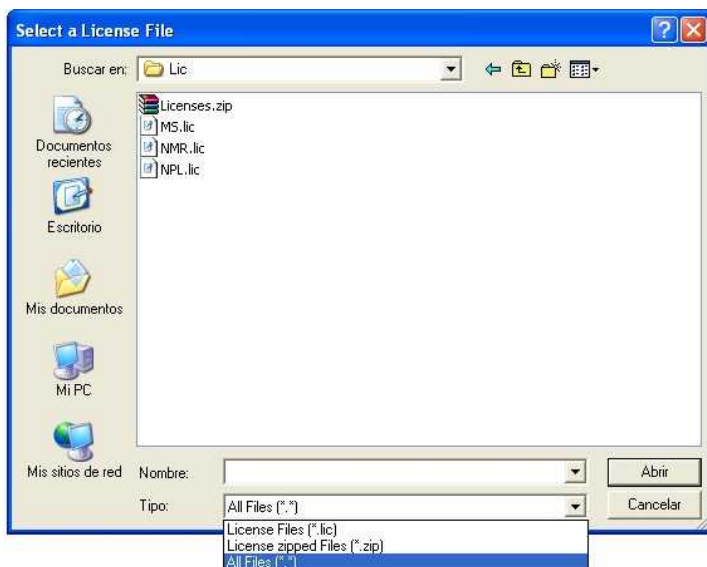 Select a License File
Buscar en:
Lic
Licenses.zip
MS.lic
NMR.lic
NPL.lic
Documentos
recientes
Escritorio
Mis documentos
Mi PC
Mis sitios de red
Nombre:
Abrir
Tipo:
All Files (*.*)
Cancelar
License Files (*.lic)
License zipped Files (*.zip)
All Files (*.*)